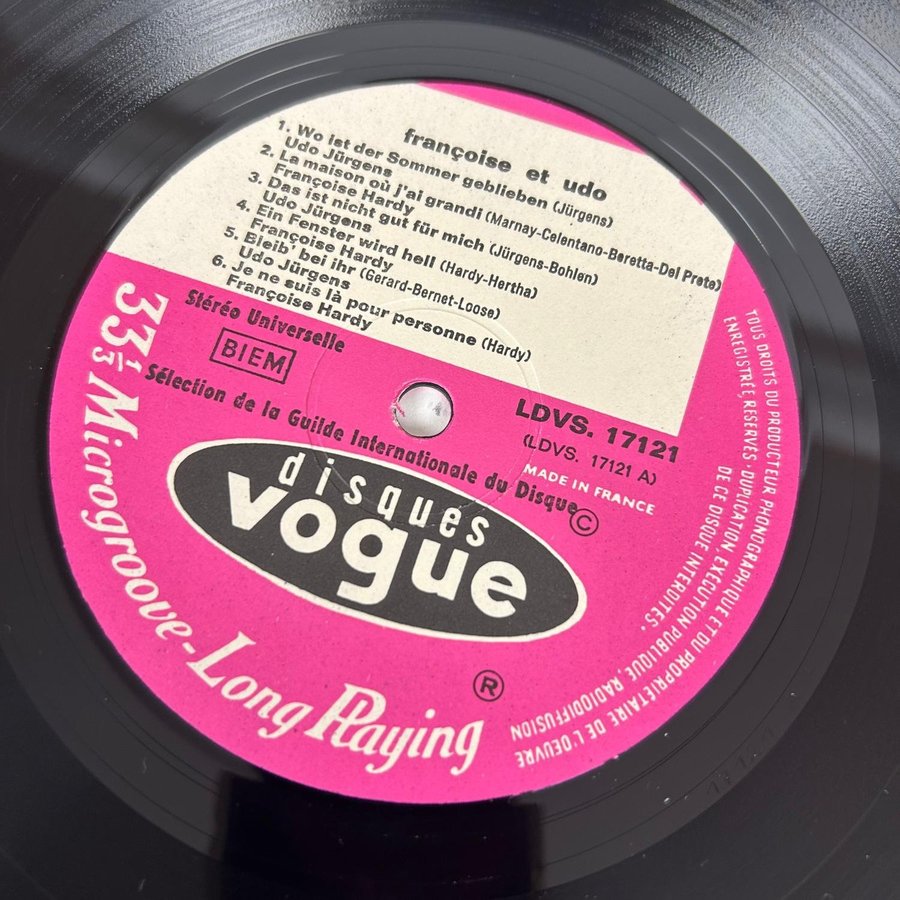 françoise et udo
1. Wo ist der Sommer geblieben (Jürgens)
Udo Jürgens
2. La maison où j'ai grandi (Marnay-Celentano-Beretta-Del Prete)
Françoise Hardy
3. Das ist nicht gut für mich (Jürgens-Bohlen)
Udo Jürgens
4. Ein Fenster wird hell (Hardy-Hertha)
Françoise Hardy
5. Bleib' bei ihr (Gerard-Bernet-Loose)
Udo Jürgens
6. Je ne suis là pour personne (Hardy)
Françoise Hardy
Stéréo Universelle
BIEM
LDVS. 17121
(LDVS. 17121 A)
MADE IN FRANCE
Sélection de la Guilde Internationale du Disque
©
disques
vogue
®
33⅓ Microgroove-Long Playing
TOUS DROITS DU PRODUCTEUR PHONOGRAPHIQUE ET DU PROPRIETAIRE DE L'OEUVRE
ENREGISTRÉE RESERVES · DUPLICATION, EXECUTION PUBLIQUE, RADIODIFFUSION
DE CE DISQUE INTERDITES ·